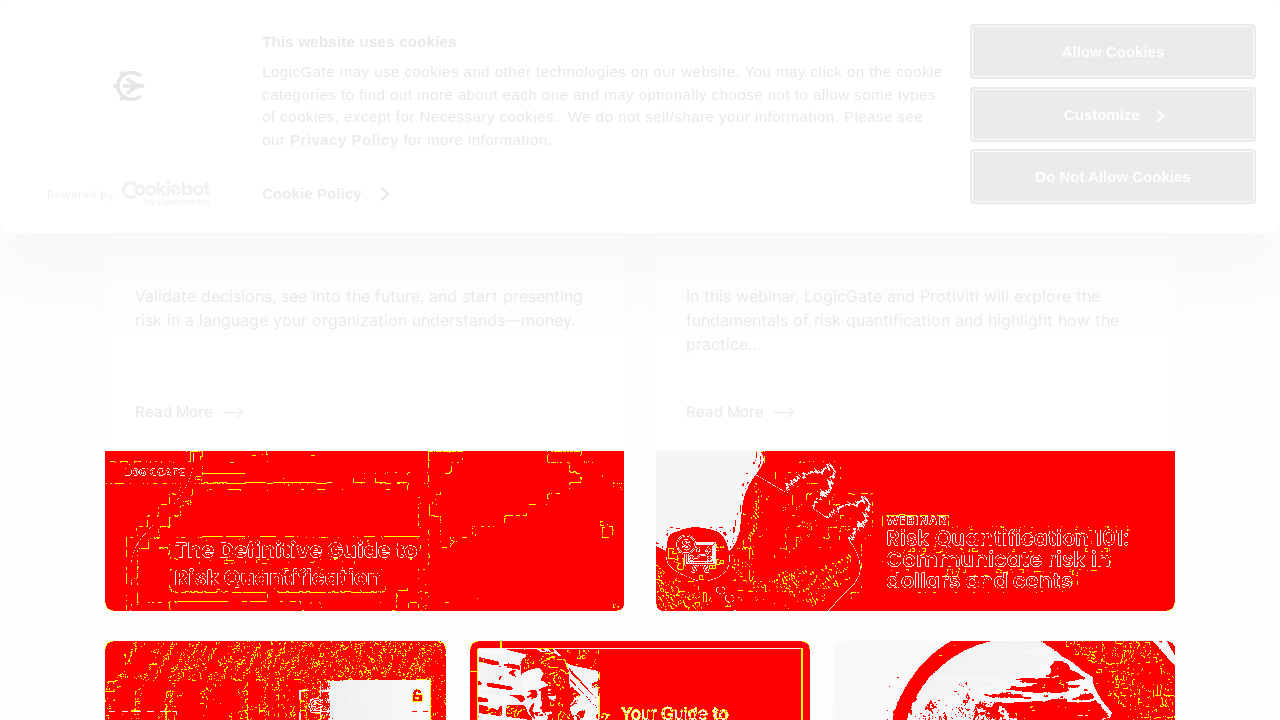 This website uses cookies
LogicGate may use cookies and other technologies on our website. You may click on the cookie
categories to find out more about each one and may optionally choose not to allow some types
of cookies, except for Necessary cookies.  We do not sell/share your information. Please see
our Privacy Policy for more information.
Cookie Policy
Powered by Cookiebot
by Usercentrics
Allow Cookies
Customize
Do Not Allow Cookies
Validate decisions, see into the future, and start presenting
risk in a language your organization understands—money.
Read More
In this webinar, LogicGate and Protiviti will explore the
fundamentals of risk quantification and highlight how the
practice...
Read More
The Definitive Guide to
Risk Quantification
WEBINAR
Risk Quantification 101:
Communicate risk in
dollars and cents
Your Guide to